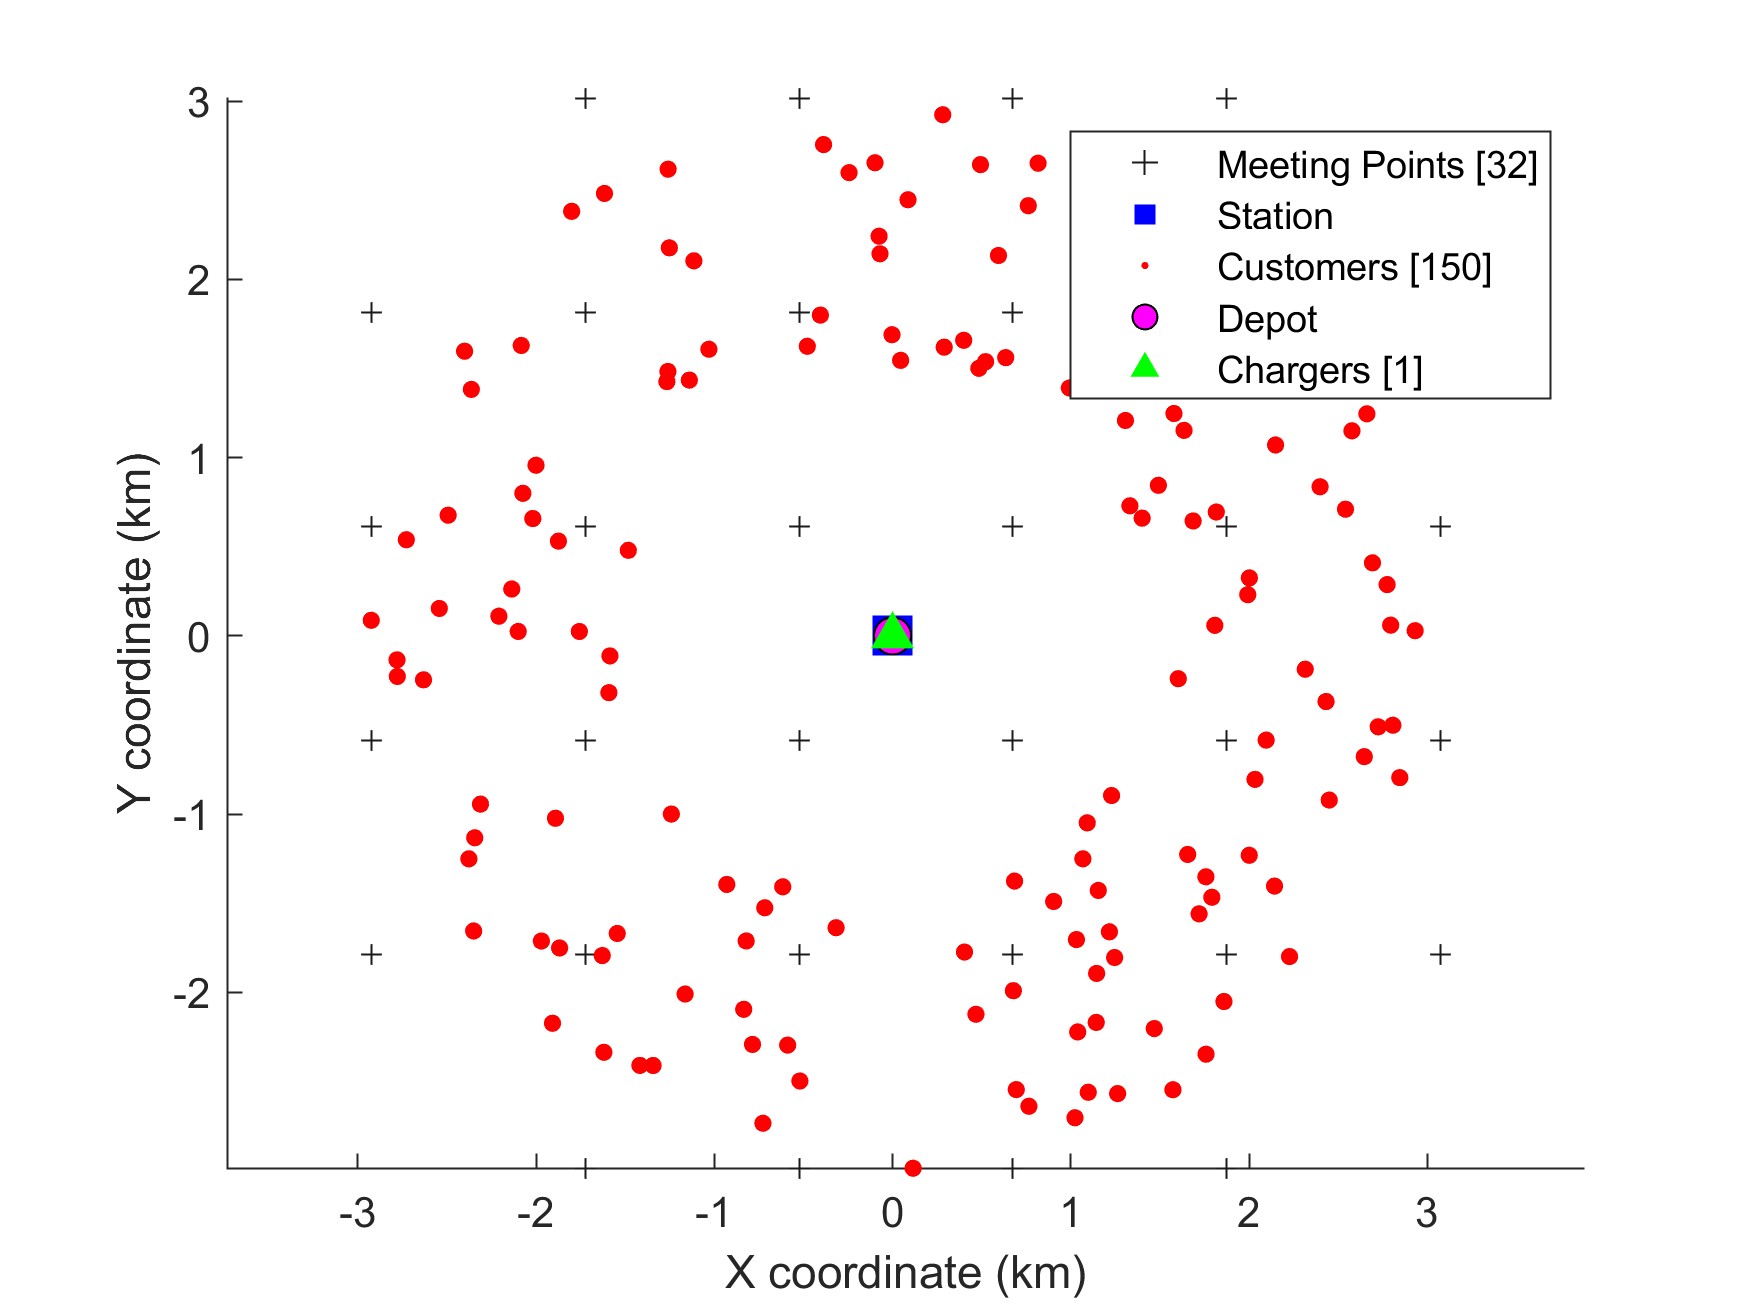 3
2
1
0
-1
-2
Y coordinate (km)
Meeting Points [32]
Station
Customers [150]
Depot
Chargers [1]
-3 -2 -1 0 1 2 3
X coordinate (km)